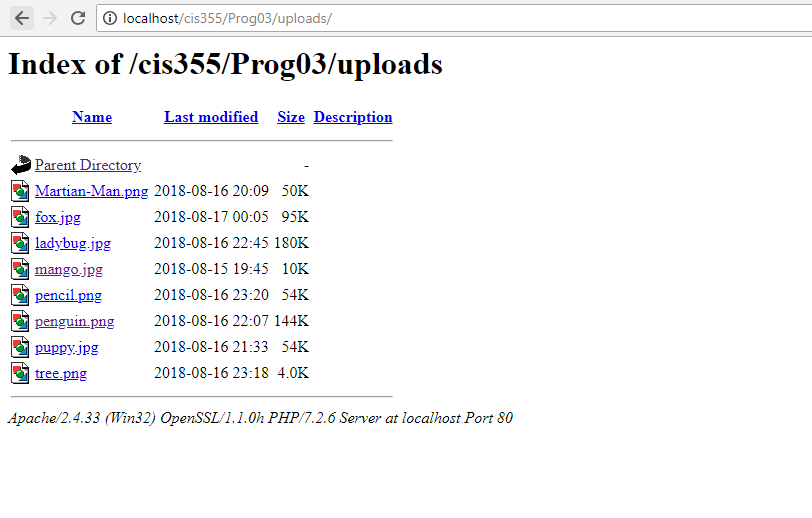 localhost/cis355/Prog03/uploads/
Index of /cis355/Prog03/uploads
Name Last modified Size Description
Parent Directory -
Martian-Man.png 2018-08-16 20:09 50K
fox.jpg 2018-08-17 00:05 95K
ladybug.jpg 2018-08-16 22:45 180K
mango.jpg 2018-08-15 19:45 10K
pencil.png 2018-08-16 23:20 54K
penguin.png 2018-08-16 22:07 144K
puppy.jpg 2018-08-16 21:33 54K
tree.png 2018-08-16 23:18 4.0K
Apache/2.4.33 (Win32) OpenSSL/1.1.0h PHP/7.2.6 Server at localhost Port 80